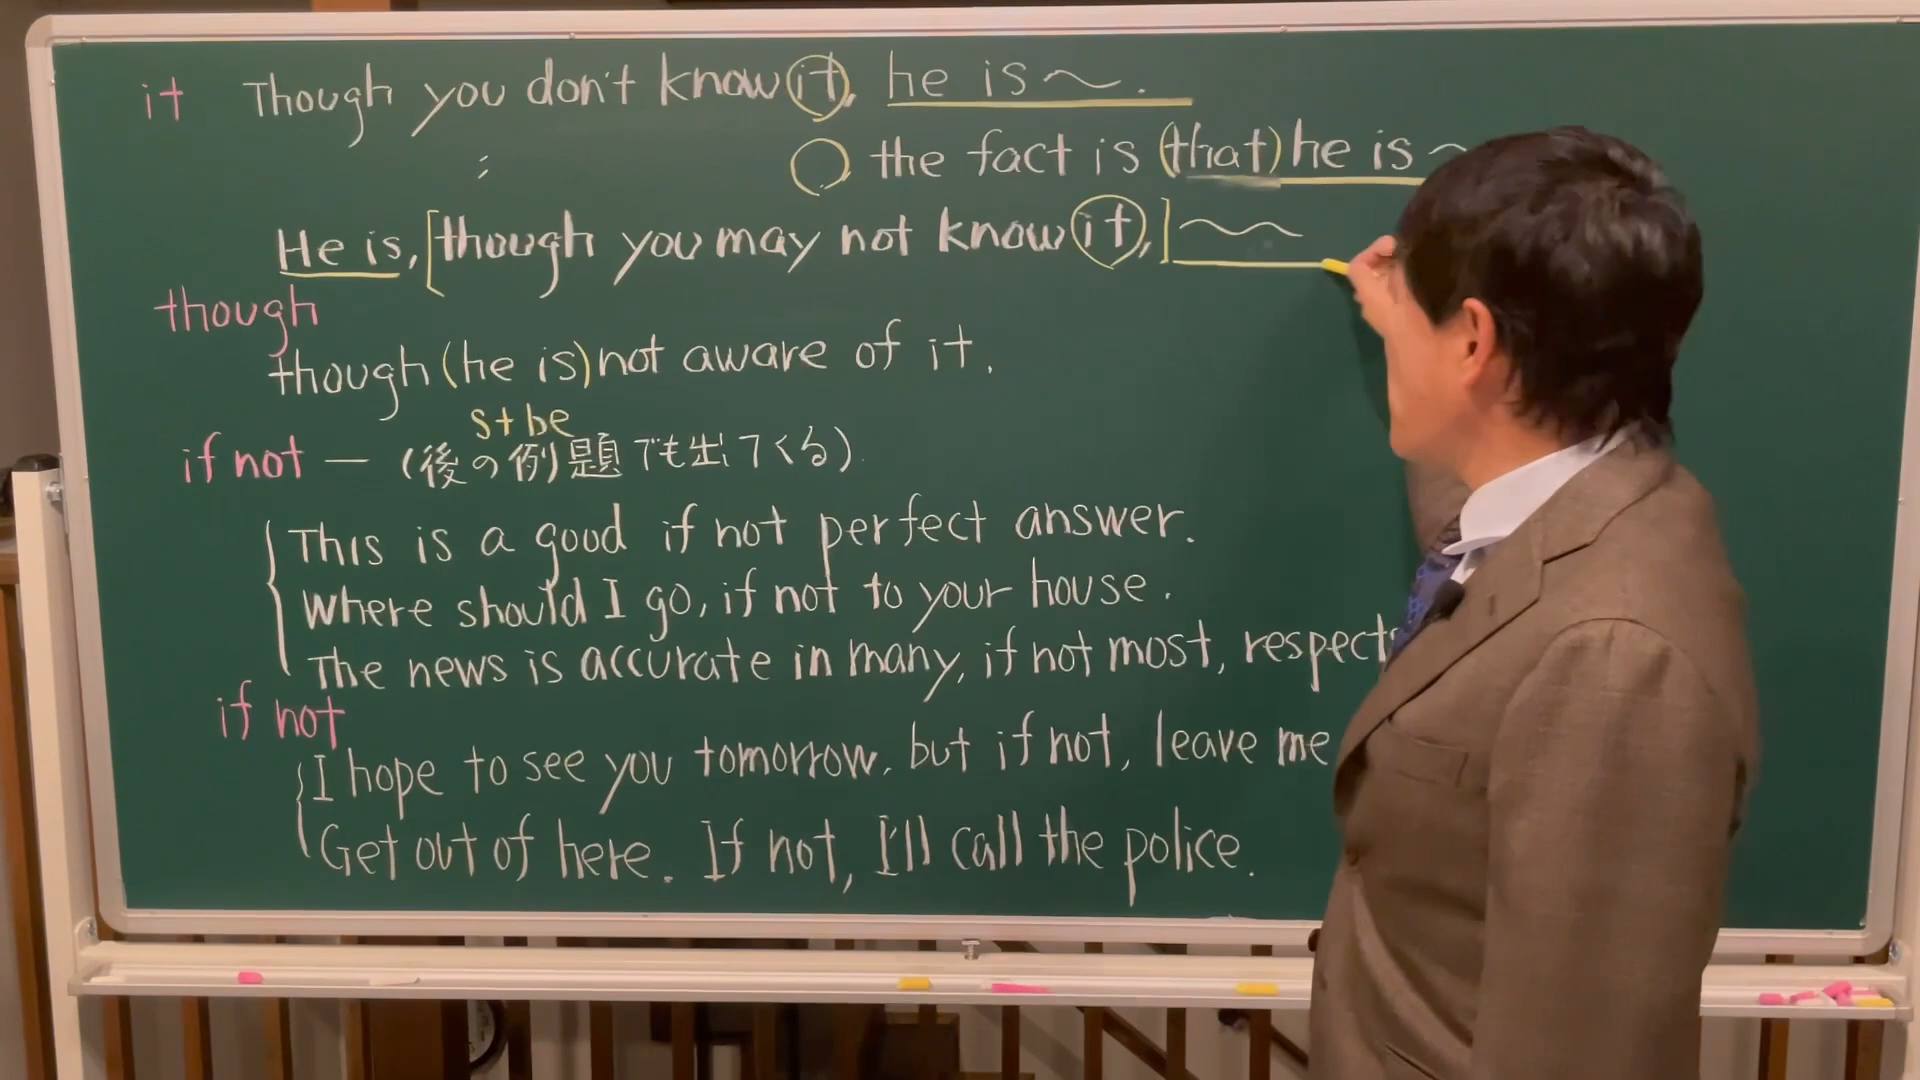 it Though you don't know it, he is ~.
the fact is (that) he is ~
He is, [though you may not know it,] ~~
though
though (he is) not aware of it.
s+be
if not — (後の例題でも出てくる)
This is a good if not perfect answer.
Where should I go, if not to your house.
The news is accurate in many, if not most, respects
if not
I hope to see you tomorrow, but if not, leave me
Get out of here. If not, I'll call the police.